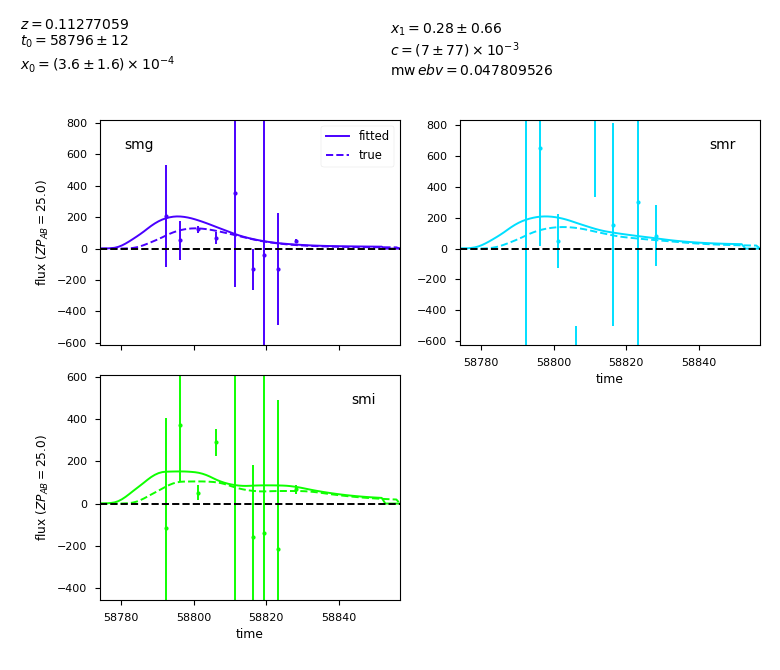 z = 0.11277059
t₀ = 58796 ± 12
x₀ = (3.6 ± 1.6) × 10⁻⁴
x₁ = 0.28 ± 0.66
c = (7 ± 77) × 10⁻³
mw ebv = 0.047809526
smg
fitted
true
800
600
400
200
0
−200
−400
−600
flux (ZP_AB = 25.0)
smr
800
600
400
200
0
−200
−400
−600
58780
58800
58820
58840
time
smi
600
400
200
0
−200
−400
flux (ZP_AB = 25.0)
58780
58800
58820
58840
time